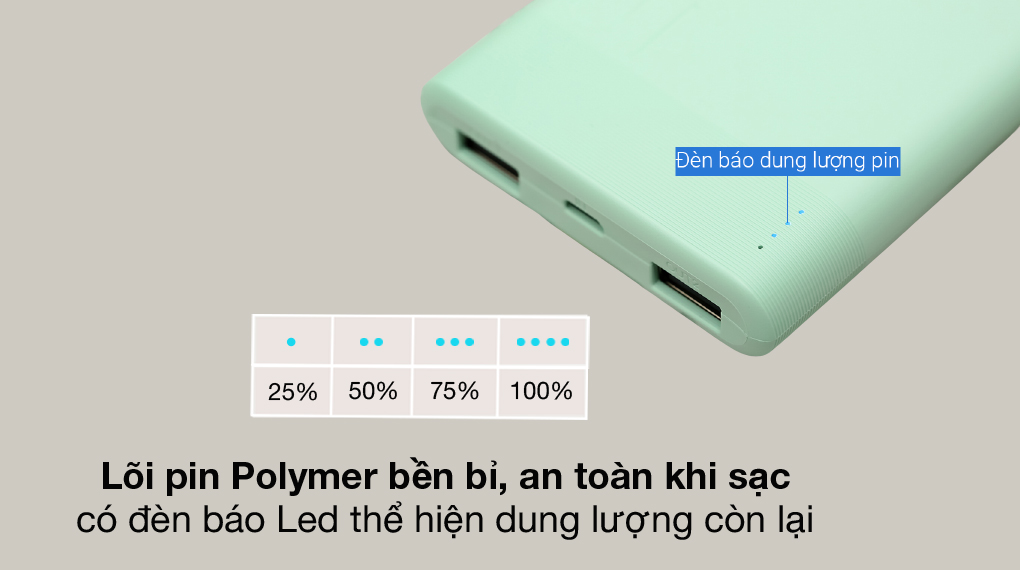 Đèn báo dung lượng pin
25% 50% 75% 100%
Lõi pin Polymer bền bỉ, an toàn khi sạc
có đèn báo Led thể hiện dung lượng còn lại